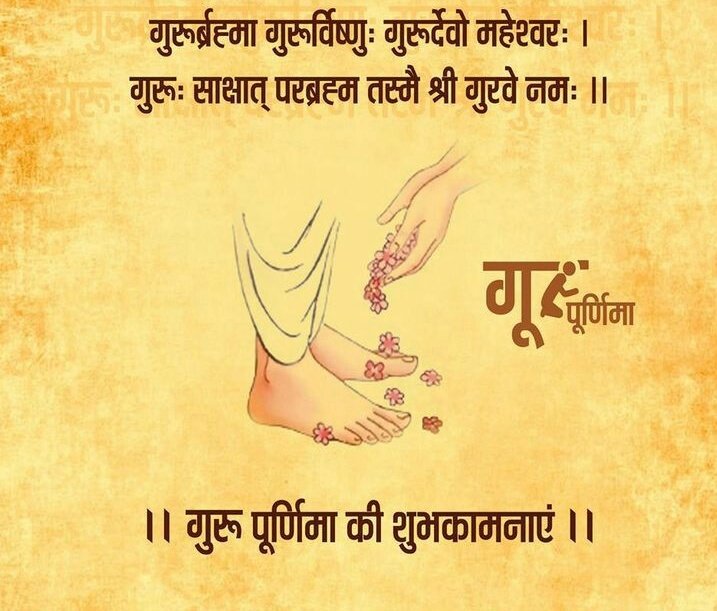 गुरुर्ब्रह्मा गुरुर्विष्णुः गुरुर्देवो महेश्वरः ।
गुरुः साक्षात् परब्रह्म तस्मै श्री गुरवे नमः ।।
गुरु
पूर्णिमा
।। गुरु पूर्णिमा की शुभकामनाएं ।।